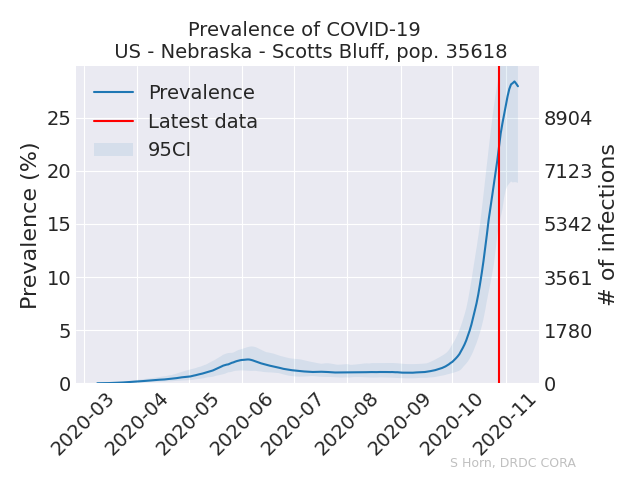 Prevalence of COVID-19
US - Nebraska - Scotts Bluff, pop. 35618
Prevalence
Latest data
95CI
Prevalence (%)
25
20
15
10
5
0
8904
7123
5342
3561
1780
0
# of infections
2020-03
2020-04
2020-05
2020-06
2020-07
2020-08
2020-09
2020-10
2020-11
S Horn, DRDC CORA